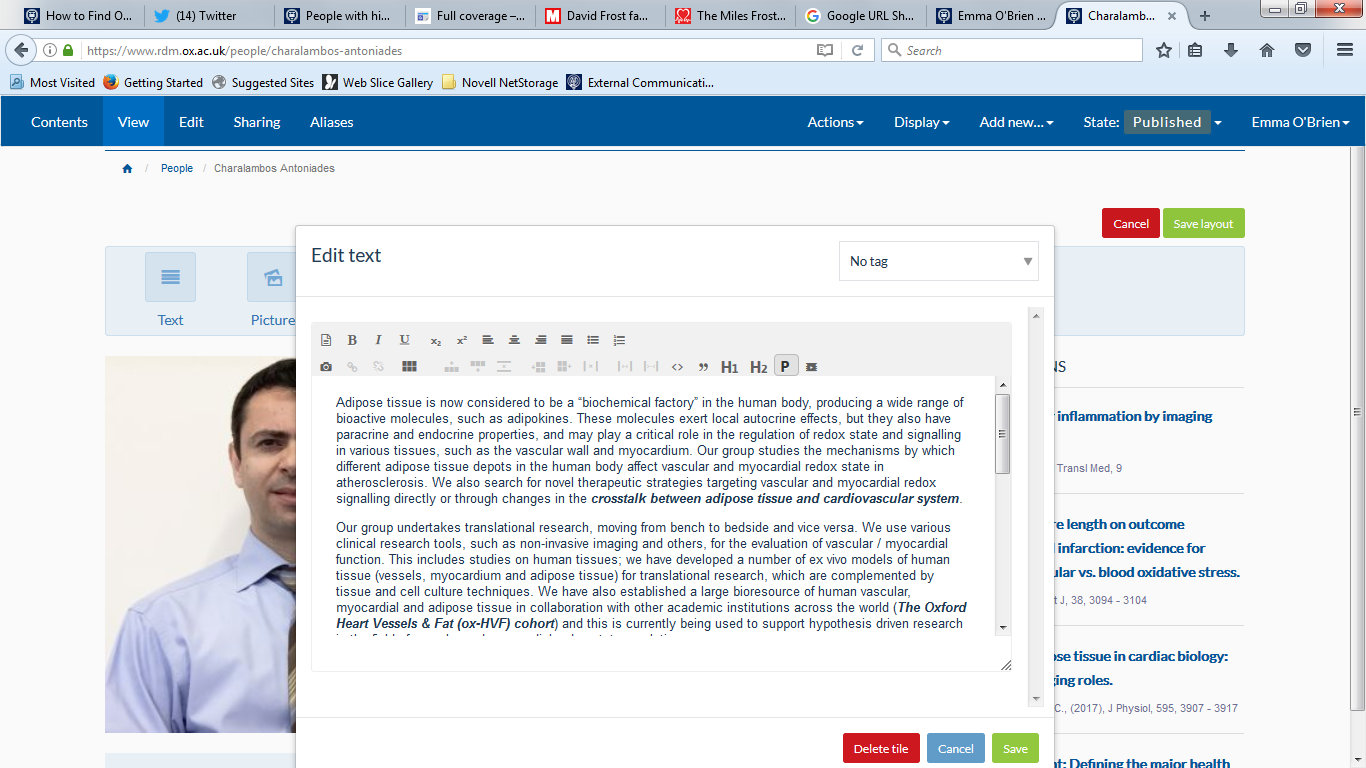 How to Find O...
(14) Twitter
People with hi...
Full coverage –...
David Frost fa...
The Miles Frost...
Google URL Sh...
Emma O'Brien ...
Charalamb...
https://www.rdm.ox.ac.uk/people/charalambos-antoniades
Search
Most Visited
Getting Started
Suggested Sites
Web Slice Gallery
Novell NetStorage
External Communicati...
Contents
View
Edit
Sharing
Aliases
Actions
Display
Add new...
State: Published
Emma O'Brien
/ People / Charalambos Antoniades
Cancel
Save layout
Edit text
No tag
Text
Picture
B I U x₂ x²
H1 H2 P
Adipose tissue is now considered to be a “biochemical factory” in the human body, producing a wide range of
bioactive molecules, such as adipokines. These molecules exert local autocrine effects, but they also have
paracrine and endocrine properties, and may play a critical role in the regulation of redox state and signalling
in various tissues, such as the vascular wall and myocardium. Our group studies the mechanisms by which
different adipose tissue depots in the human body affect vascular and myocardial redox state in
atherosclerosis. We also search for novel therapeutic strategies targeting vascular and myocardial redox
signalling directly or through changes in the crosstalk between adipose tissue and cardiovascular system.
Our group undertakes translational research, moving from bench to bedside and vice versa. We use various
clinical research tools, such as non-invasive imaging and others, for the evaluation of vascular / myocardial
function. This includes studies on human tissues; we have developed a number of ex vivo models of human
tissue (vessels, myocardium and adipose tissue) for translational research, which are complemented by
tissue and cell culture techniques. We have also established a large bioresource of human vascular,
myocardial and adipose tissue in collaboration with other academic institutions across the world (The Oxford
Heart Vessels & Fat (ox-HVF) cohort) and this is currently being used to support hypothesis driven research
NS
inflammation by imaging
Transl Med, 9
re length on outcome
l infarction: evidence for
ular vs. blood oxidative stress.
t J, 38, 3094 - 3104
ose tissue in cardiac biology:
ging roles.
C., (2017), J Physiol, 595, 3907 - 3917
nt: Defining the major health
Delete tile
Cancel
Save